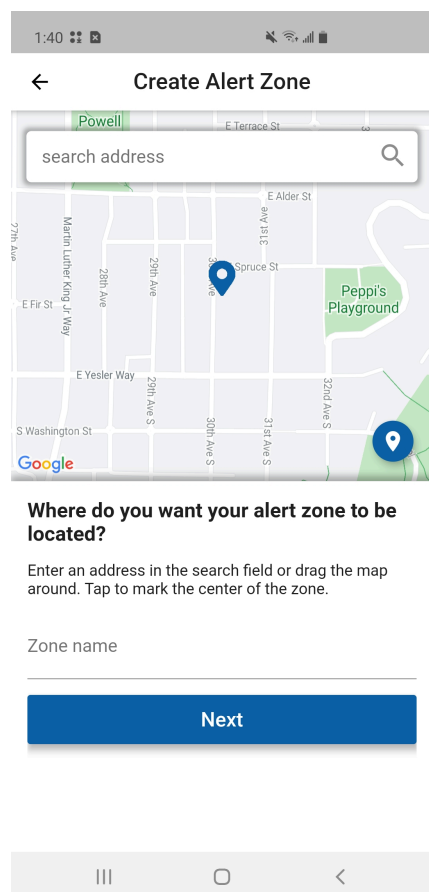 1:40
Create Alert Zone
Powell
E Terrace St
search address
E Alder St
27th Ave
Martin Luther King Jr Way
28th Ave
29th Ave
31st Ave
Spruce St
Peppi's
Playground
E Fir St
E Yesler Way
29th Ave S
30th Ave S
31st Ave S
32nd Ave S
S Washington St
Google
Where do you want your alert zone to be
located?
Enter an address in the search field or drag the map
around. Tap to mark the center of the zone.
Zone name
Next